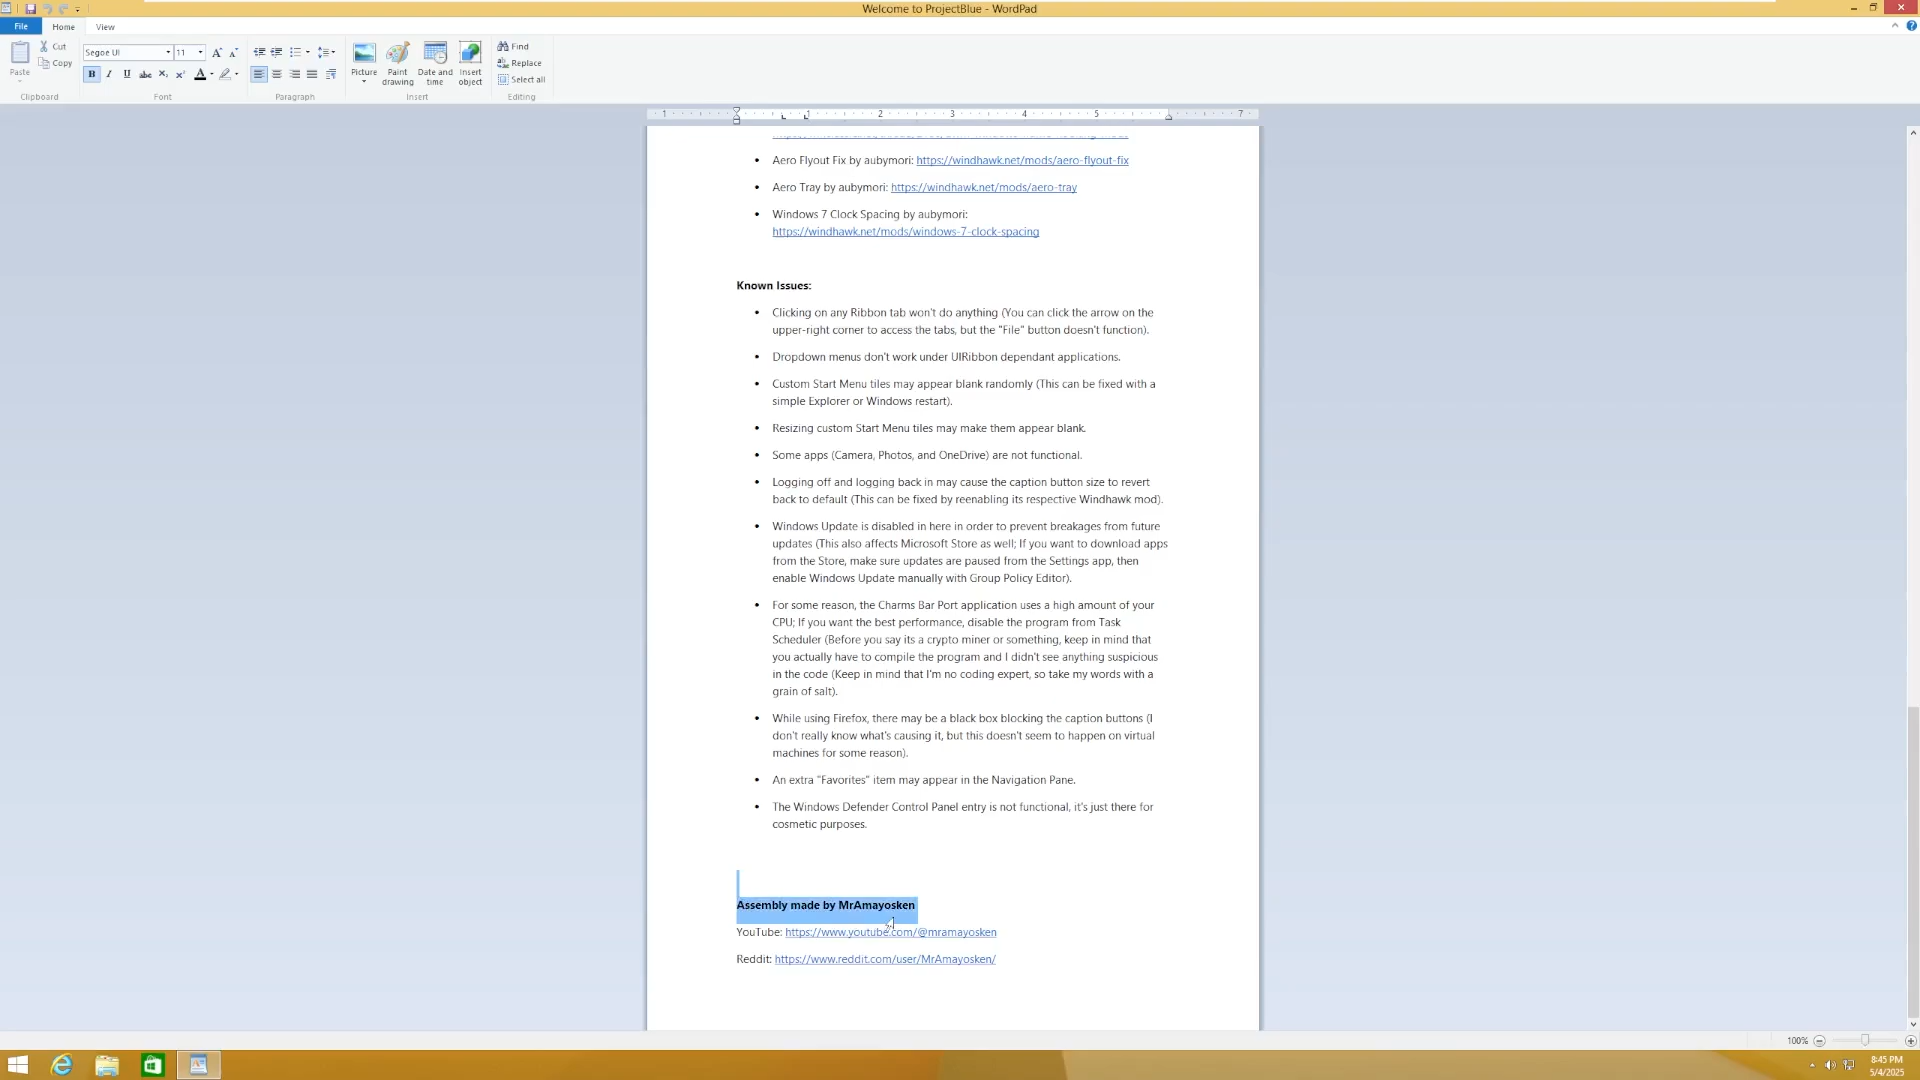 Welcome to ProjectBlue - WordPad
File Home View
Paste
Cut
Copy
Clipboard
Segoe UI 11
Font
Paragraph
Picture
Paint drawing
Date and time
Insert object
Insert
Find
Replace
Select all
Editing
1 1 2 3 4 5 7
• Aero Flyout Fix by aubymori: https://windhawk.net/mods/aero-flyout-fix
• Aero Tray by aubymori: https://windhawk.net/mods/aero-tray
• Windows 7 Clock Spacing by aubymori:
https://windhawk.net/mods/windows-7-clock-spacing
Known Issues:
• Clicking on any Ribbon tab won't do anything (You can click the arrow on the
upper-right corner to access the tabs, but the "File" button doesn't function).
• Dropdown menus don't work under UIRibbon dependant applications.
• Custom Start Menu tiles may appear blank randomly (This can be fixed with a
simple Explorer or Windows restart).
• Resizing custom Start Menu tiles may make them appear blank.
• Some apps (Camera, Photos, and OneDrive) are not functional.
• Logging off and logging back in may cause the caption button size to revert
back to default (This can be fixed by reenabling its respective Windhawk mod).
• Windows Update is disabled in here in order to prevent breakages from future
updates (This also affects Microsoft Store as well; If you want to download apps
from the Store, make sure updates are paused from the Settings app, then
enable Windows Update manually with Group Policy Editor).
• For some reason, the Charms Bar Port application uses a high amount of your
CPU; If you want the best performance, disable the program from Task
Scheduler (Before you say its a crypto miner or something, keep in mind that
you actually have to compile the program and I didn't see anything suspicious
in the code (Keep in mind that I'm no coding expert, so take my words with a
grain of salt).
• While using Firefox, there may be a black box blocking the caption buttons (I
don't really know what's causing it, but this doesn't seem to happen on virtual
machines for some reason).
• An extra "Favorites" item may appear in the Navigation Pane.
• The Windows Defender Control Panel entry is not functional, it's just there for
cosmetic purposes.
Assembly made by MrAmayosken
YouTube: https://www.youtube.com/@mramayosken
Reddit: https://www.reddit.com/user/MrAmayosken/
100%
8:45 PM
5/4/2025